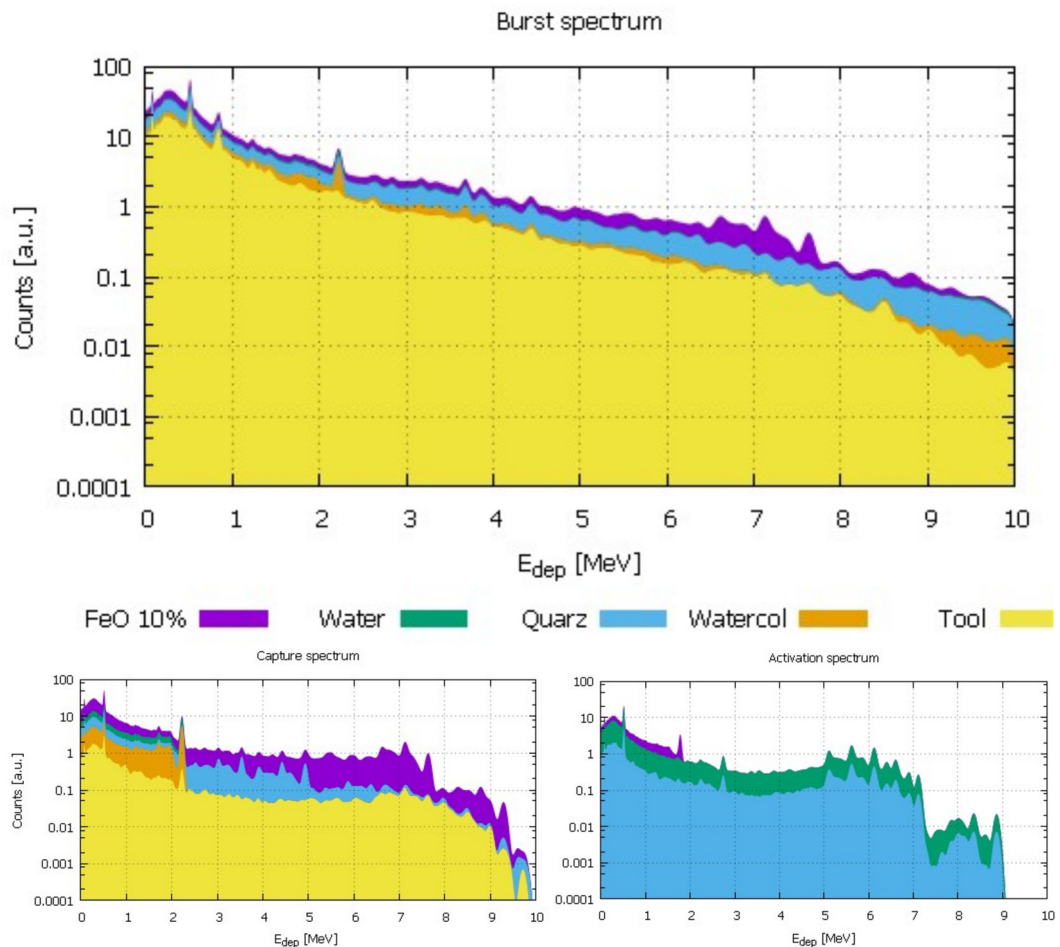 Burst spectrum
100
10
1
0.1
0.01
0.001
0.0001
Counts [a.u.]
0 1 2 3 4 5 6 7 8 9 10
E_dep [MeV]
FeO 10% Water Quarz Watercol Tool
Capture spectrum
100
10
1
0.1
0.01
0.001
0.0001
Counts [a.u.]
0 1 2 3 4 5 6 7 8 9 10
E_dep [MeV]
Activation spectrum
100
10
1
0.1
0.01
0.001
0.0001
0 1 2 3 4 5 6 7 8 9 10
E_dep [MeV]